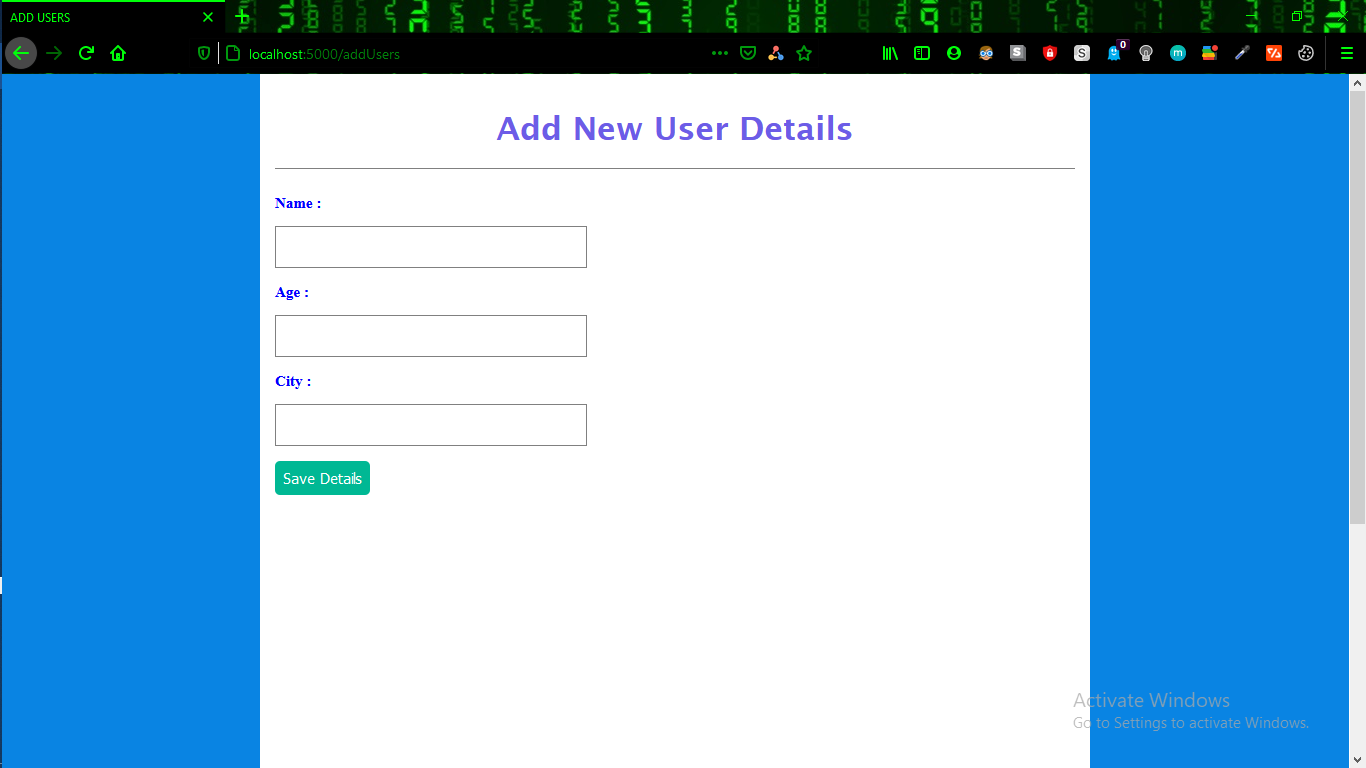 ADD USERS
localhost:5000/addUsers
0
S
S
m
Add New User Details
Name :
Age :
City :
Save Details
Activate Windows
Go to Settings to activate Windows.